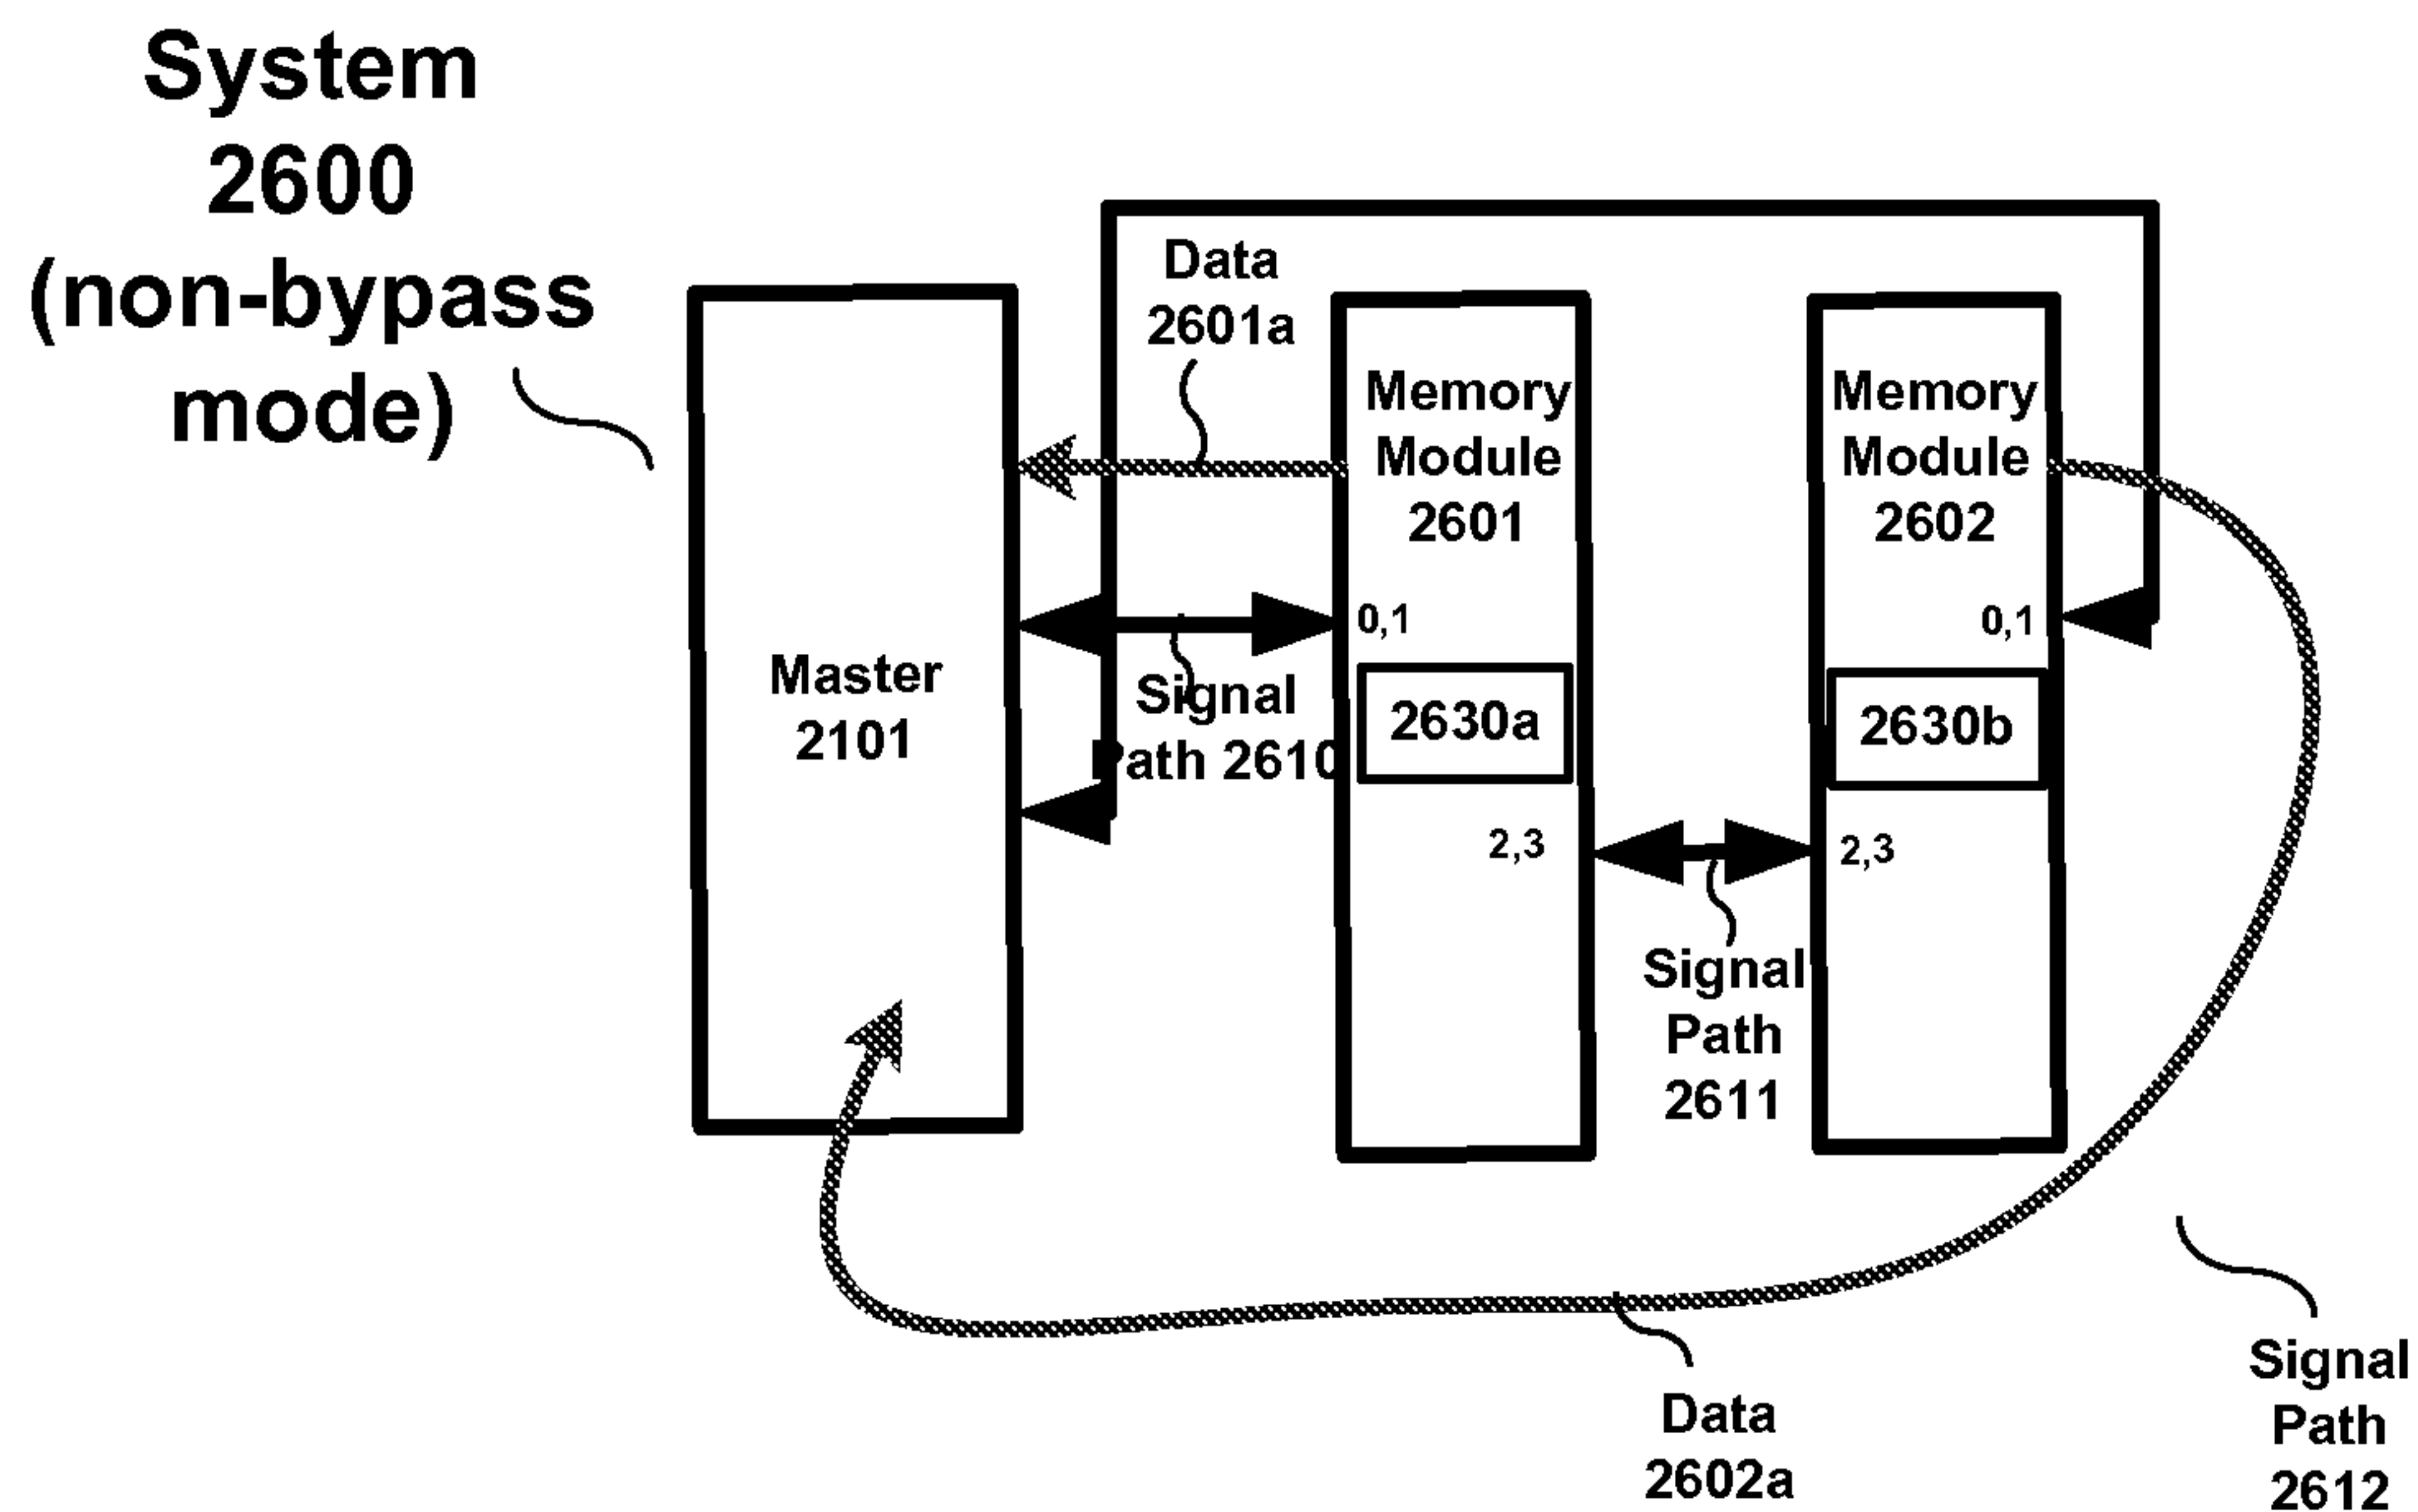 System
2600
(non-bypass
mode)
Data
2601a
Memory
Module
2601
Memory
Module
2602
0,1
0,1
Master
2101
Signal
Path 2610
2630a
2630b
2,3
2,3
Signal
Path
2611
Data
2602a
Signal
Path
2612